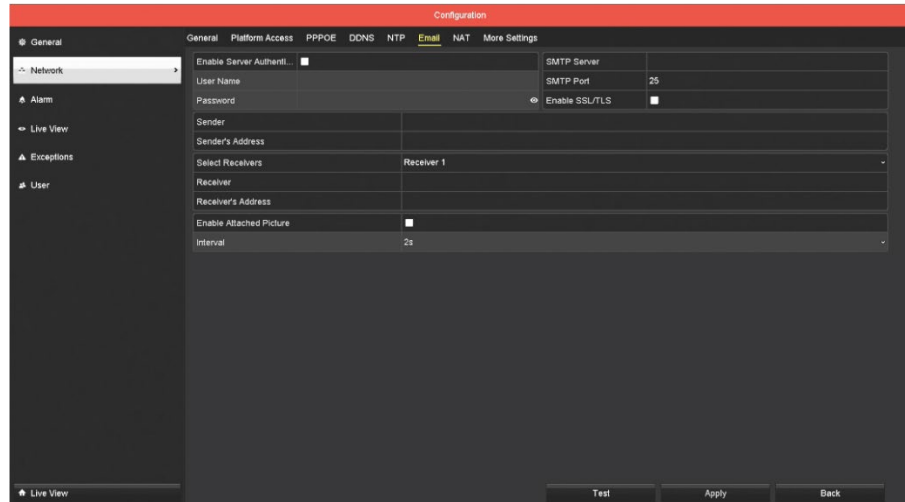 Configuration
General
Network
Alarm
Live View
Exceptions
User
Live View
General Platform Access PPPOE DDNS NTP Email NAT More Settings
Enable Server Authenti...
SMTP Server
User Name
SMTP Port 25
Password
Enable SSL/TLS
Sender
Sender's Address
Select Receivers Receiver 1
Receiver
Receiver's Address
Enable Attached Picture
Interval 2s
Test Apply Back